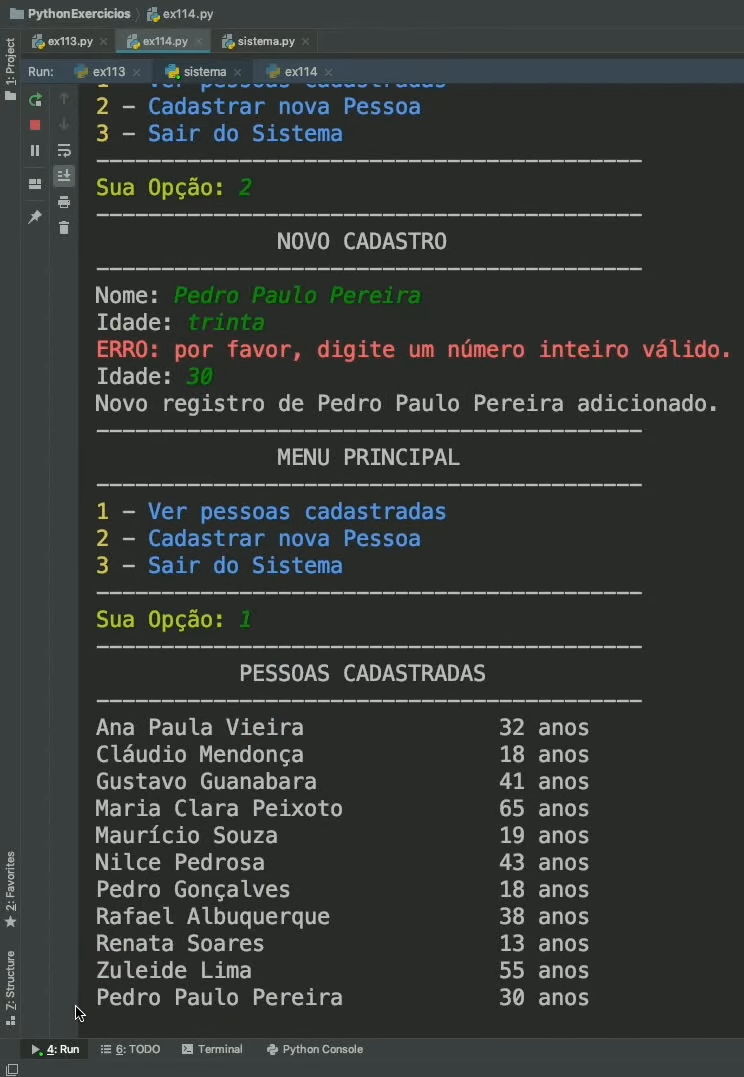 PythonExercicios ex114.py
ex113.py ex114.py sistema.py
Run: ex113 sistema ex114
1 – Ver pessoas cadastradas
2 – Cadastrar nova Pessoa
3 – Sair do Sistema
Sua Opção: 2
NOVO CADASTRO
Nome: Pedro Paulo Pereira
Idade: trinta
ERRO: por favor, digite um número inteiro válido.
Idade: 30
Novo registro de Pedro Paulo Pereira adicionado.
MENU PRINCIPAL
1 – Ver pessoas cadastradas
2 – Cadastrar nova Pessoa
3 – Sair do Sistema
Sua Opção: 1
PESSOAS CADASTRADAS
Ana Paula Vieira 32 anos
Cláudio Mendonça 18 anos
Gustavo Guanabara 41 anos
Maria Clara Peixoto 65 anos
Maurício Souza 19 anos
Nilce Pedrosa 43 anos
Pedro Gonçalves 18 anos
Rafael Albuquerque 38 anos
Renata Soares 13 anos
Zuleide Lima 55 anos
Pedro Paulo Pereira 30 anos
1: Project
2: Favorites
Z: Structure
4: Run 6: TODO Terminal Python Console